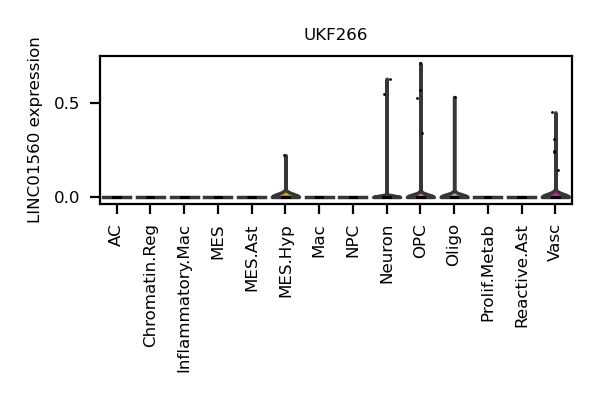 UKF266
LINC01560 expression
0.5
0.0
AC
Chromatin.Reg
Inflammatory.Mac
MES
MES.Ast
MES.Hyp
Mac
NPC
Neuron
OPC
Oligo
Prolif.Metab
Reactive.Ast
Vasc